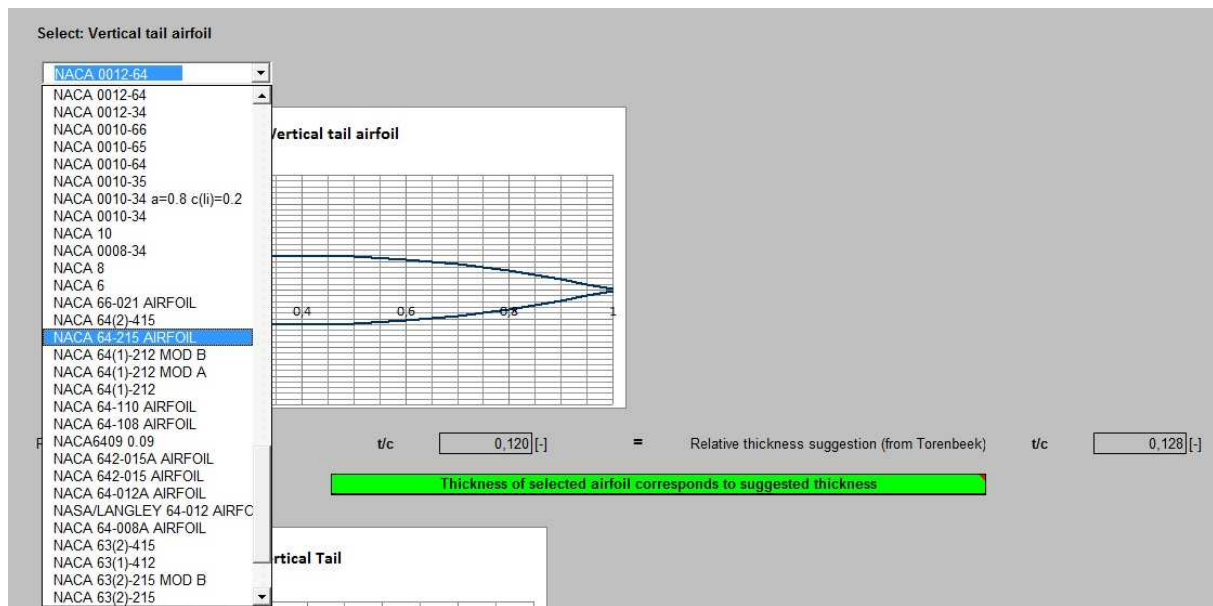 Select: Vertical tail airfoil
NACA 0012-64
NACA 0012-64
NACA 0012-34
NACA 0010-66
NACA 0010-65
NACA 0010-64
NACA 0010-35
NACA 0010-34 a=0.8 c(li)=0.2
NACA 0010-34
NACA 10
NACA 0008-34
NACA 8
NACA 6
NACA 66-021 AIRFOIL
NACA 64(2)-415
NACA 64-215 AIRFOIL
NACA 64(1)-212 MOD B
NACA 64(1)-212 MOD A
NACA 64(1)-212
NACA 64-110 AIRFOIL
NACA 64-108 AIRFOIL
NACA6409 0.09
NACA 642-015A AIRFOIL
NACA 642-015 AIRFOIL
NACA 64-012A AIRFOIL
NASA/LANGLEY 64-012 AIRFC
NACA 64-008A AIRFOIL
NACA 63(2)-415
NACA 63(1)-412
NACA 63(2)-215 MOD B
NACA 63(2)-215
Vertical tail airfoil
0,4 0,6 0,8 1
t/c 0,120 [-] = Relative thickness suggestion (from Torenbeek) t/c 0,128 [-]
Thickness of selected airfoil corresponds to suggested thickness
rtical Tail